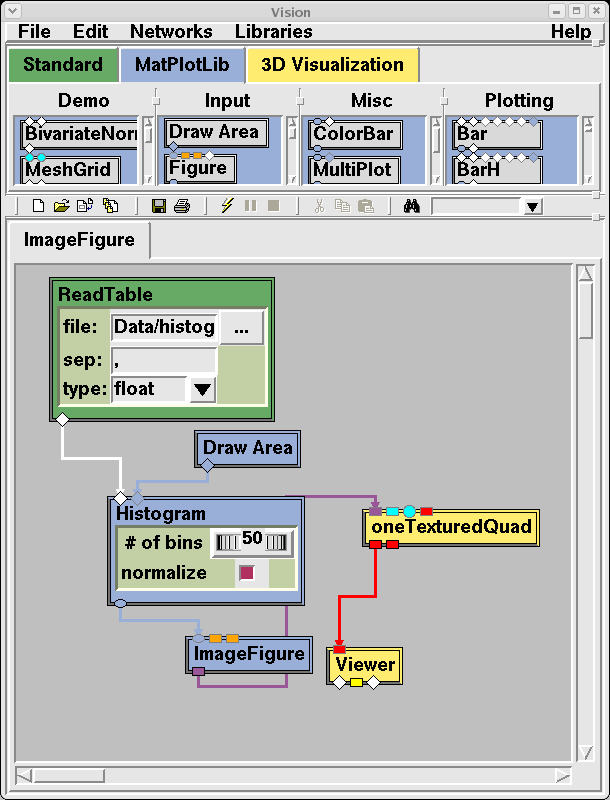 Vision
File Edit Networks Libraries Help
Standard MatPlotLib 3D Visualization
Demo Input Misc Plotting
BivariateNorr Draw Area ColorBar Bar
MeshGrid Figure MultiPlot BarH
ImageFigure
ReadTable
file: Data/histog ...
sep: ,
type: float
Draw Area
Histogram
oneTexturedQuad
# of bins 50
normalize
ImageFigure
Viewer